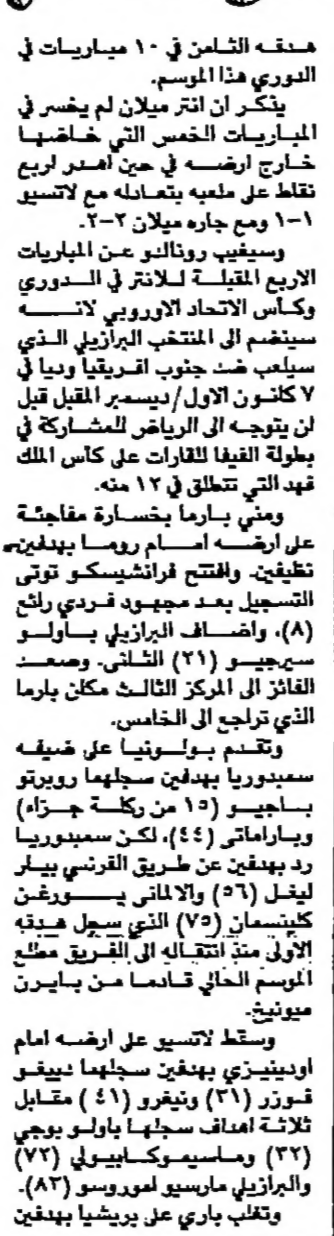 هدفه الثامن في ١٠ مباريات في
الدوري هذا الموسم.
يذكر ان انتر ميلان لم يخسر في
المباريات الخمس التي خاضها
خارج ارضه في حين اهدر اربع
نقاط على ملعبه بتعادله مع لاتسيو
١-١ ومع جاره ميلان ٢-٢.
وسيغيب رونالدو عن المباريات
الاربع المقبلة للانتر في الدوري
وكأس الاتحاد الاوروبي لانه
سينضم الى المنتخب البرازيلي الذي
سيلعب ضد جنوب افريقيا وديا في
٧ كانون الاول/ديسمبر المقبل قبل
ان يتوجه الى الرياض للمشاركة في
بطولة الفيفا للقارات على كأس الملك
فهد التي تنطلق في ١٢ منه.
ومني بارما بخسارة مفاجئة
على ارضه امام روما بهدفين
نظيفين. وافتتح فرانشيسكو توتي
التسجيل بعد مجهود فردي رائع
(٨)، واضاف البرازيلي باولو
سيرجيو (٢١) الثاني. وصعد
الفائز الى المركز الثالث مكان بارما
الذي تراجع الى الخامس.
وتقدم بولونيا على ضيفه
سمبدوريا بهدفين سجلهما روبرتو
باجيو (١٥ من ركلة جزاء)
وباراماتي (٤٤)، لكن سمبدوريا
رد بهدفين عن طريق الفرنسي بيار
ليغل (٥٦) والالماني يورغن
كلينسمان (٧٥) الذي سجل هدفه
الاول منذ انتقاله الى الفريق مطلع
الموسم الحالي قادما من بايرن
ميونيخ.
وسقط لاتسيو على ارضه امام
اودينيزي بهدفين سجلهما دييغو
فوزر (٣١) ونيغرو (٤١) مقابل
ثلاثة اهداف سجلها باولو بوجي
(٣٢) وماسيموكابيولي (٧٢)
والبرازيلي مارسيو اموروسو (٨٣).
وتغلب باري على بريشيا بهدفين